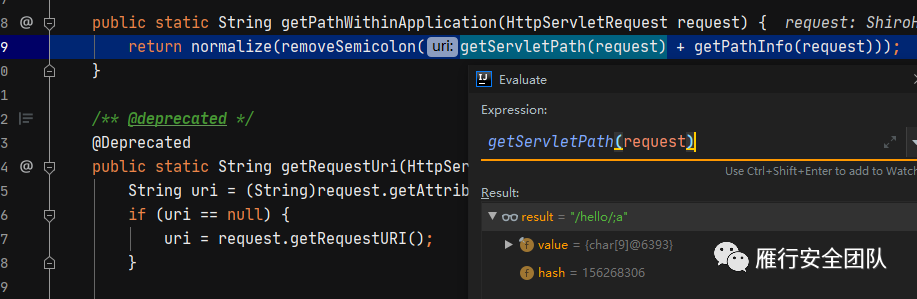 8 @ public static String getPathWithinApplication(HttpServletRequest request) { request: ShiroH
9 return normalize(removeSemicolon( uri: getServletPath(request) + getPathInfo(request)));
0 }
1
2 /** @deprecated */
3 @Deprecated
4 @ public static String getRequestUri(HttpSer
5 String uri = (String)request.getAttrib
6 if (uri == null) {
7 uri = request.getRequestURI();
8 }
Evaluate
Expression:
getServletPath(request)
Use Ctrl+Shift+Enter to add to Watch
Result:
result = "/hello/;a"
f value = {char[9]@6393}
f hash = 156268306
雁行安全团队